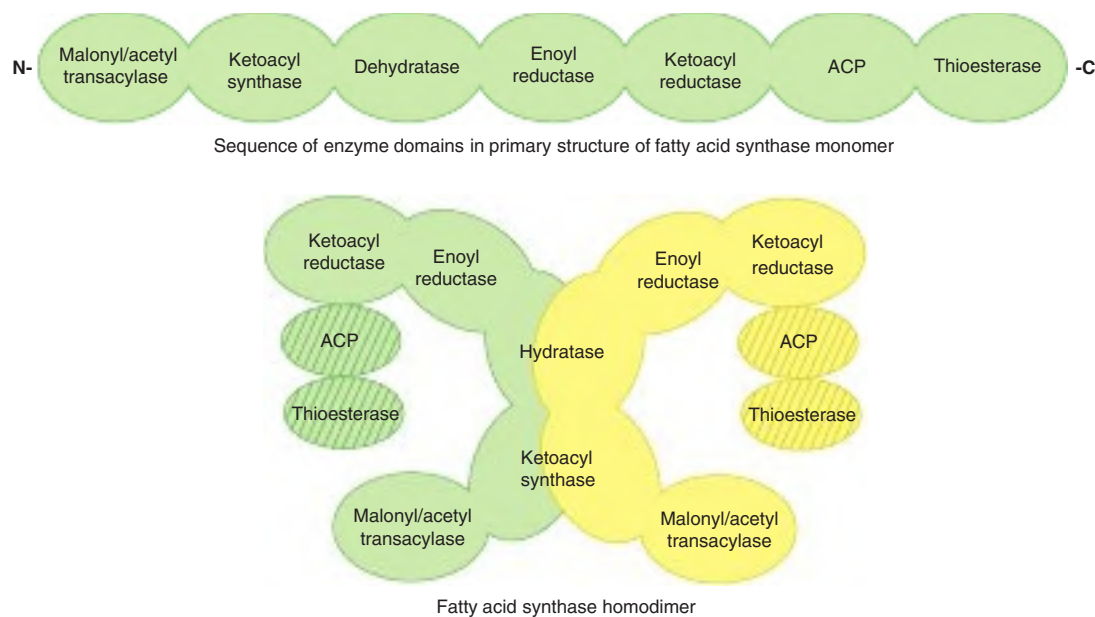 N-
Malonyl/acetyl
transacylase
Ketoacyl
synthase
Dehydratase
Enoyl
reductase
Ketoacyl
reductase
ACP
Thioesterase
-C
Sequence of enzyme domains in primary structure of fatty acid synthase monomer
Ketoacyl
reductase
Enoyl
reductase
Enoyl
reductase
Ketoacyl
reductase
ACP
Hydratase
ACP
Thioesterase
Thioesterase
Ketoacyl
synthase
Malonyl/acetyl
transacylase
Malonyl/acetyl
transacylase
Fatty acid synthase homodimer